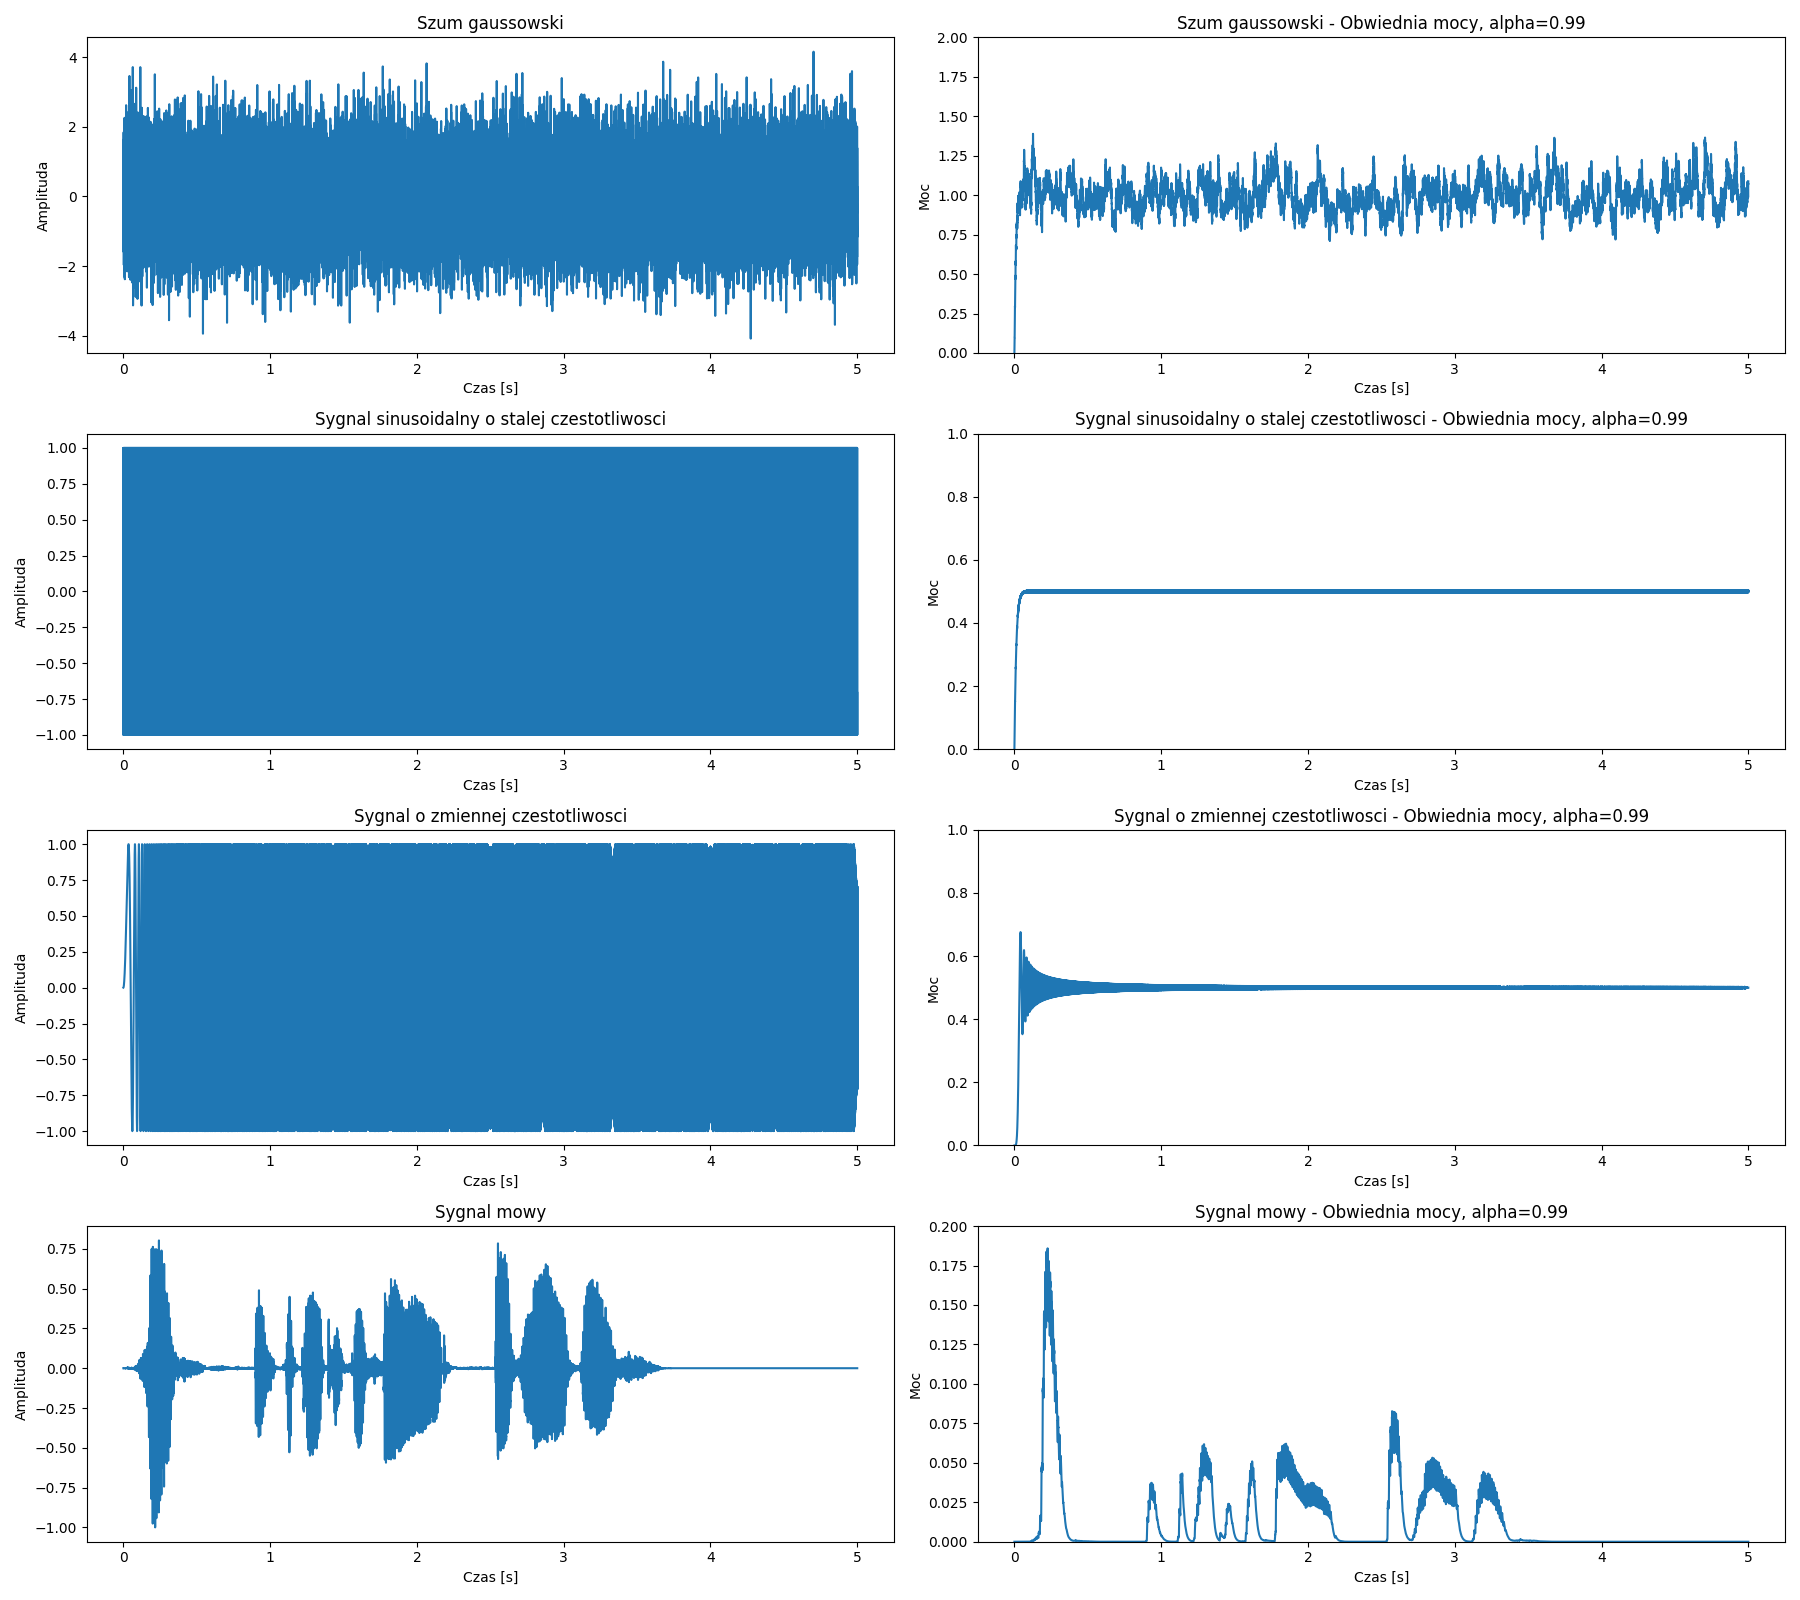 Szum gaussowski
Amplituda
4
2
0
−2
−4
0 1 2 3 4 5
Czas [s]
Szum gaussowski - Obwiednia mocy, alpha=0.99
Moc
2.00
1.75
1.50
1.25
1.00
0.75
0.50
0.25
0.00
0 1 2 3 4 5
Czas [s]
Sygnal sinusoidalny o stalej czestotliwosci
Amplituda
1.00
0.75
0.50
0.25
0.00
−0.25
−0.50
−0.75
−1.00
0 1 2 3 4 5
Czas [s]
Sygnal sinusoidalny o stalej czestotliwosci - Obwiednia mocy, alpha=0.99
Moc
1.0
0.8
0.6
0.4
0.2
0.0
0 1 2 3 4 5
Czas [s]
Sygnal o zmiennej czestotliwosci
Amplituda
1.00
0.75
0.50
0.25
0.00
−0.25
−0.50
−0.75
−1.00
0 1 2 3 4 5
Czas [s]
Sygnal o zmiennej czestotliwosci - Obwiednia mocy, alpha=0.99
Moc
1.0
0.8
0.6
0.4
0.2
0.0
0 1 2 3 4 5
Czas [s]
Sygnal mowy
Amplituda
0.75
0.50
0.25
0.00
−0.25
−0.50
−0.75
−1.00
0 1 2 3 4 5
Czas [s]
Sygnal mowy - Obwiednia mocy, alpha=0.99
Moc
0.200
0.175
0.150
0.125
0.100
0.075
0.050
0.025
0.000
0 1 2 3 4 5
Czas [s]